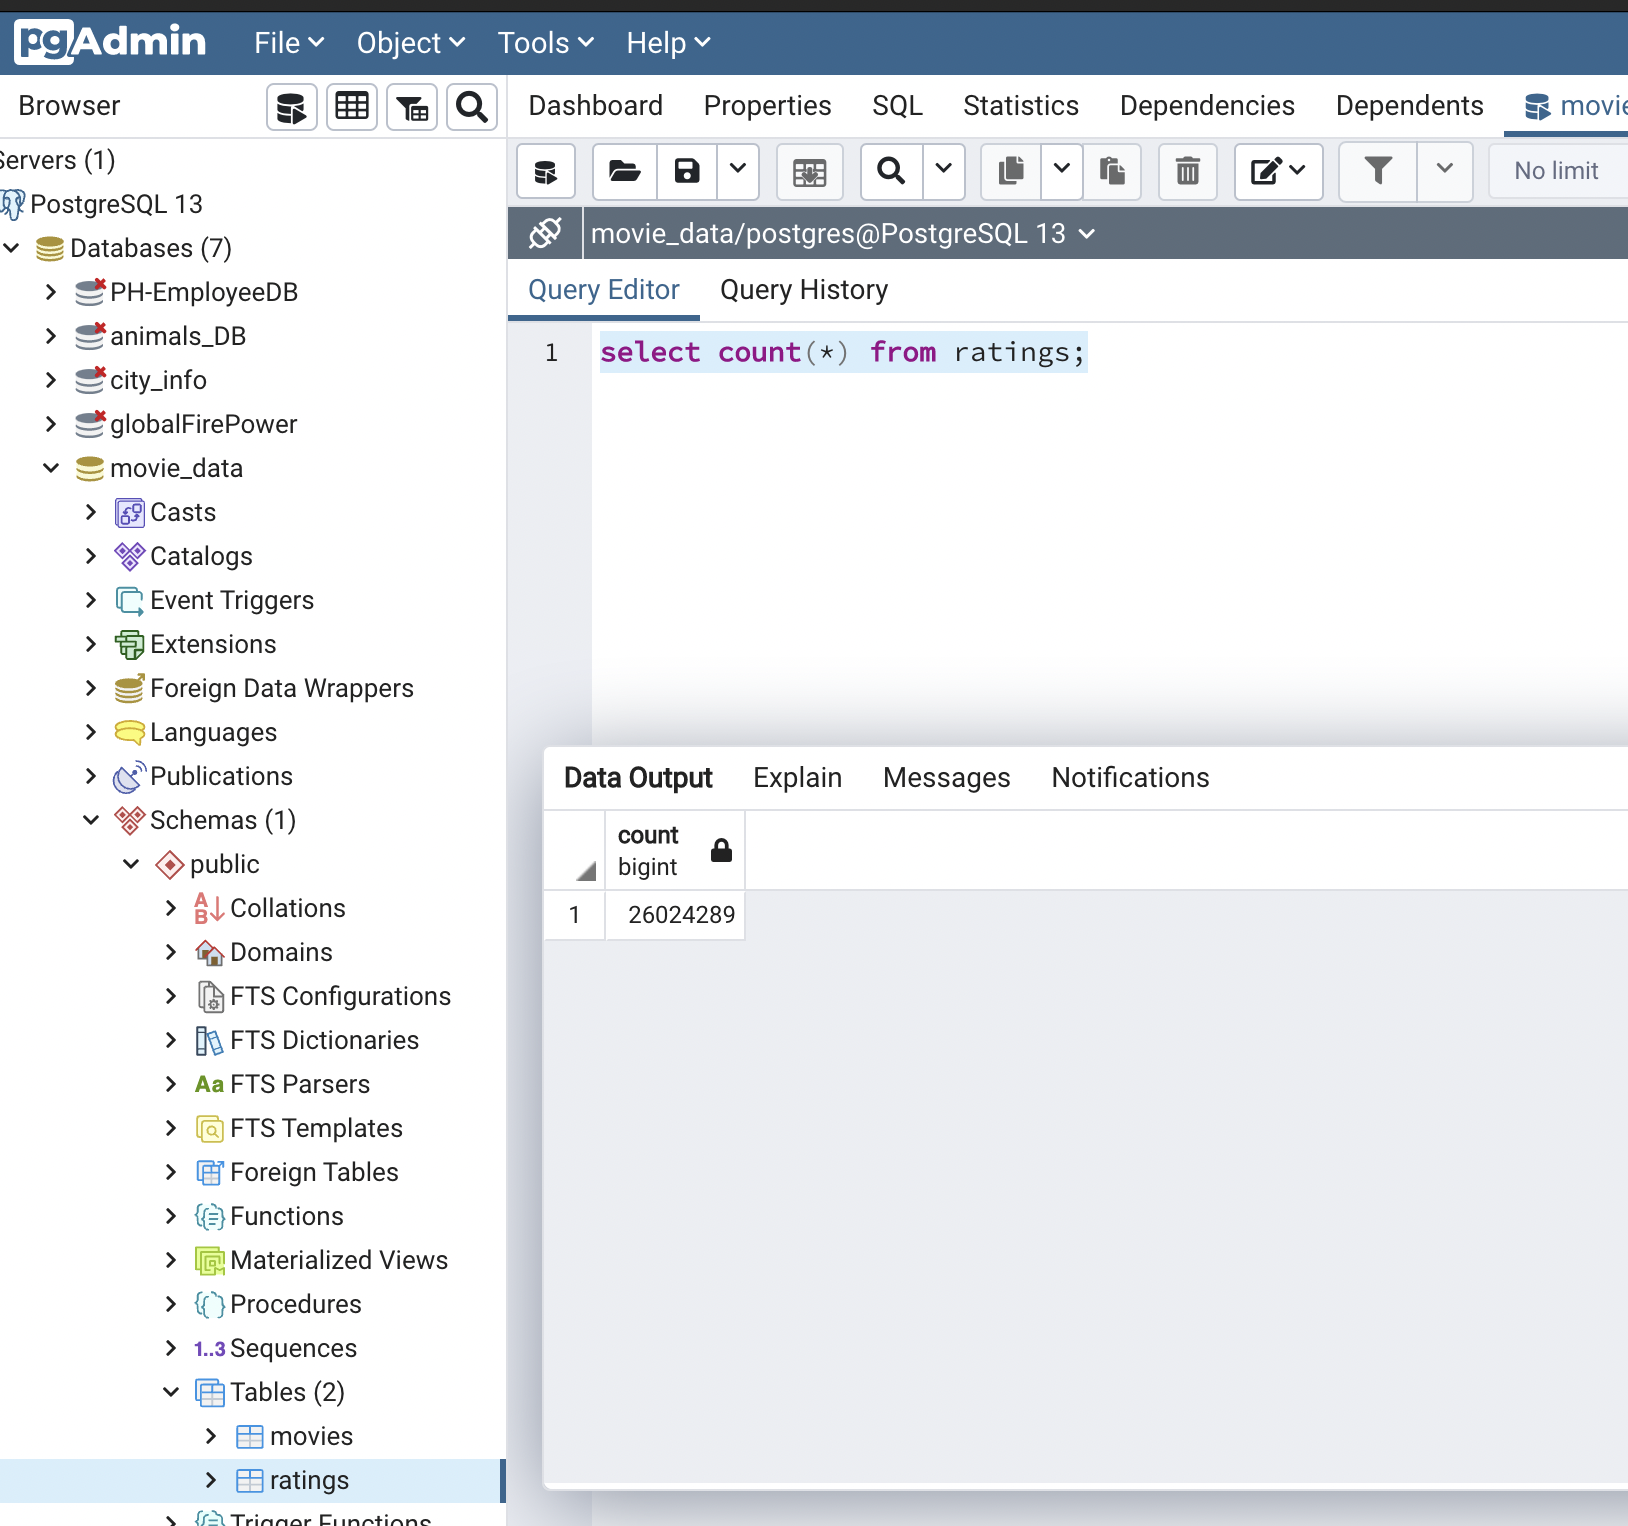 pgAdmin File Object Tools Help
Browser
Dashboard Properties SQL Statistics Dependencies Dependents movie
Servers (1)
PostgreSQL 13
Databases (7)
PH-EmployeeDB
animals_DB
city_info
globalFirePower
movie_data
Casts
Catalogs
Event Triggers
Extensions
Foreign Data Wrappers
Languages
Publications
Schemas (1)
public
Collations
Domains
FTS Configurations
FTS Dictionaries
Aa FTS Parsers
FTS Templates
Foreign Tables
Functions
Materialized Views
Procedures
1..3 Sequences
Tables (2)
movies
ratings
Trigger Functions
No limit
movie_data/postgres@PostgreSQL 13
Query Editor Query History
1 select count(*) from ratings;
Data Output Explain Messages Notifications
count
bigint
1 26024289